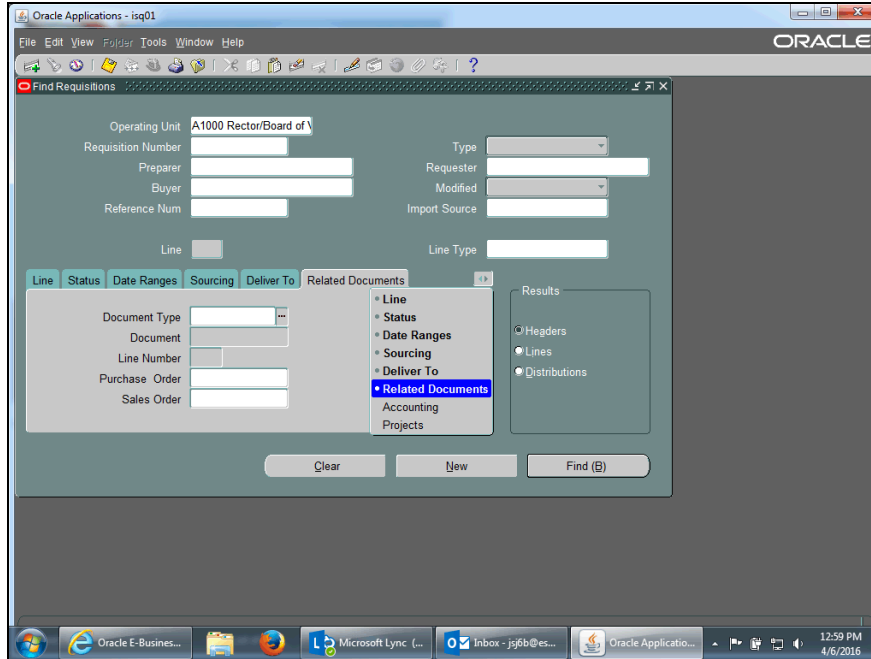 Oracle Applications - isq01
File Edit View Folder Tools Window Help
ORACLE
Find Requisitions
Operating Unit A1000 Rector/Board of V
Requisition Number
Type
Preparer
Requester
Buyer
Modified
Reference Num
Import Source
Line
Line Type
Line Status Date Ranges Sourcing Deliver To Related Documents
Document Type
Document
Line Number
Purchase Order
Sales Order
Line
Status
Date Ranges
Sourcing
Deliver To
Related Documents
Accounting
Projects
Results
Headers
Lines
Distributions
Clear
New
Find (B)
Oracle E-Busines...
Microsoft Lync (...
Inbox - jsj6b@es...
Oracle Applicatio...
12:59 PM
4/6/2016